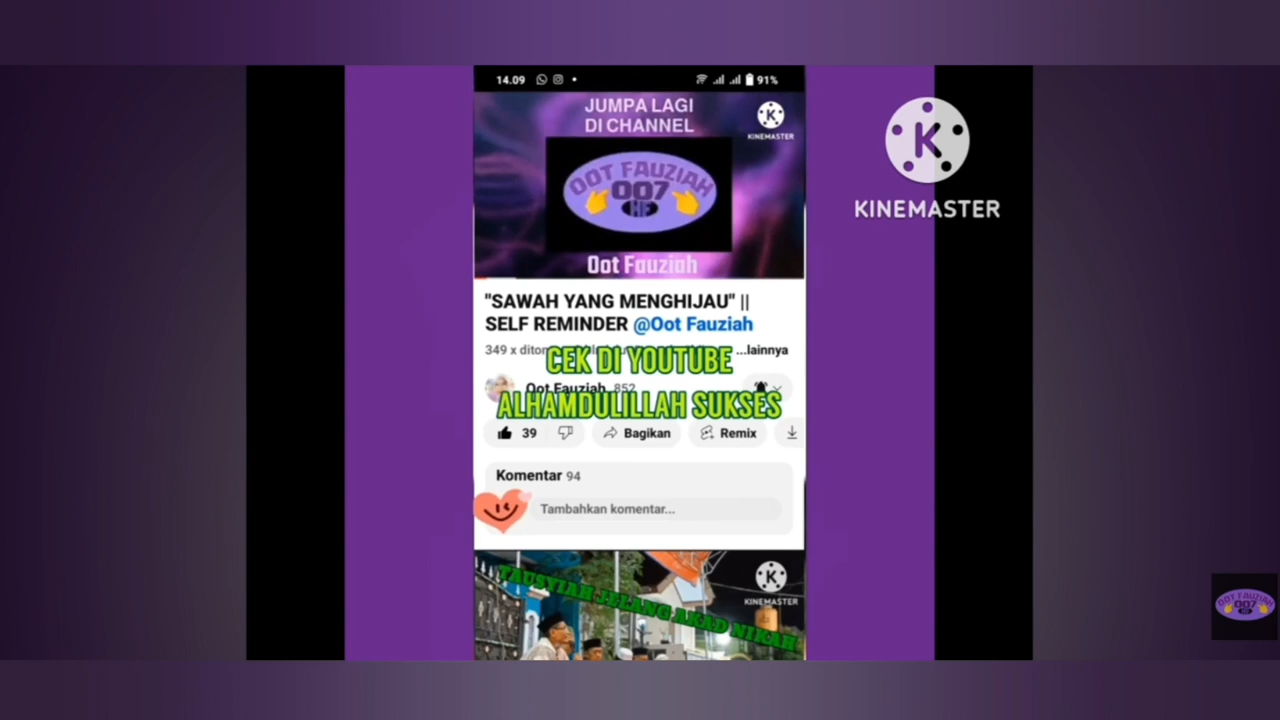 14.09
91%
JUMPA LAGI
DI CHANNEL
KINEMASTER
OOT FAUZIAH
007
HF
Oot Fauziah
KINEMASTER
"SAWAH YANG MENGHIJAU" ||
SELF REMINDER @Oot Fauziah
349 x ...lainnya
CEK DI YOUTUBE
Oot Fauziah 852
ALHAMDULILLAH SUKSES
39 Bagikan Remix
Komentar 94
Tambahkan komentar...
TAUSYIAH JELANG AKAD NIKAH
KINEMASTER
OOT FAUZIAH
007
HF